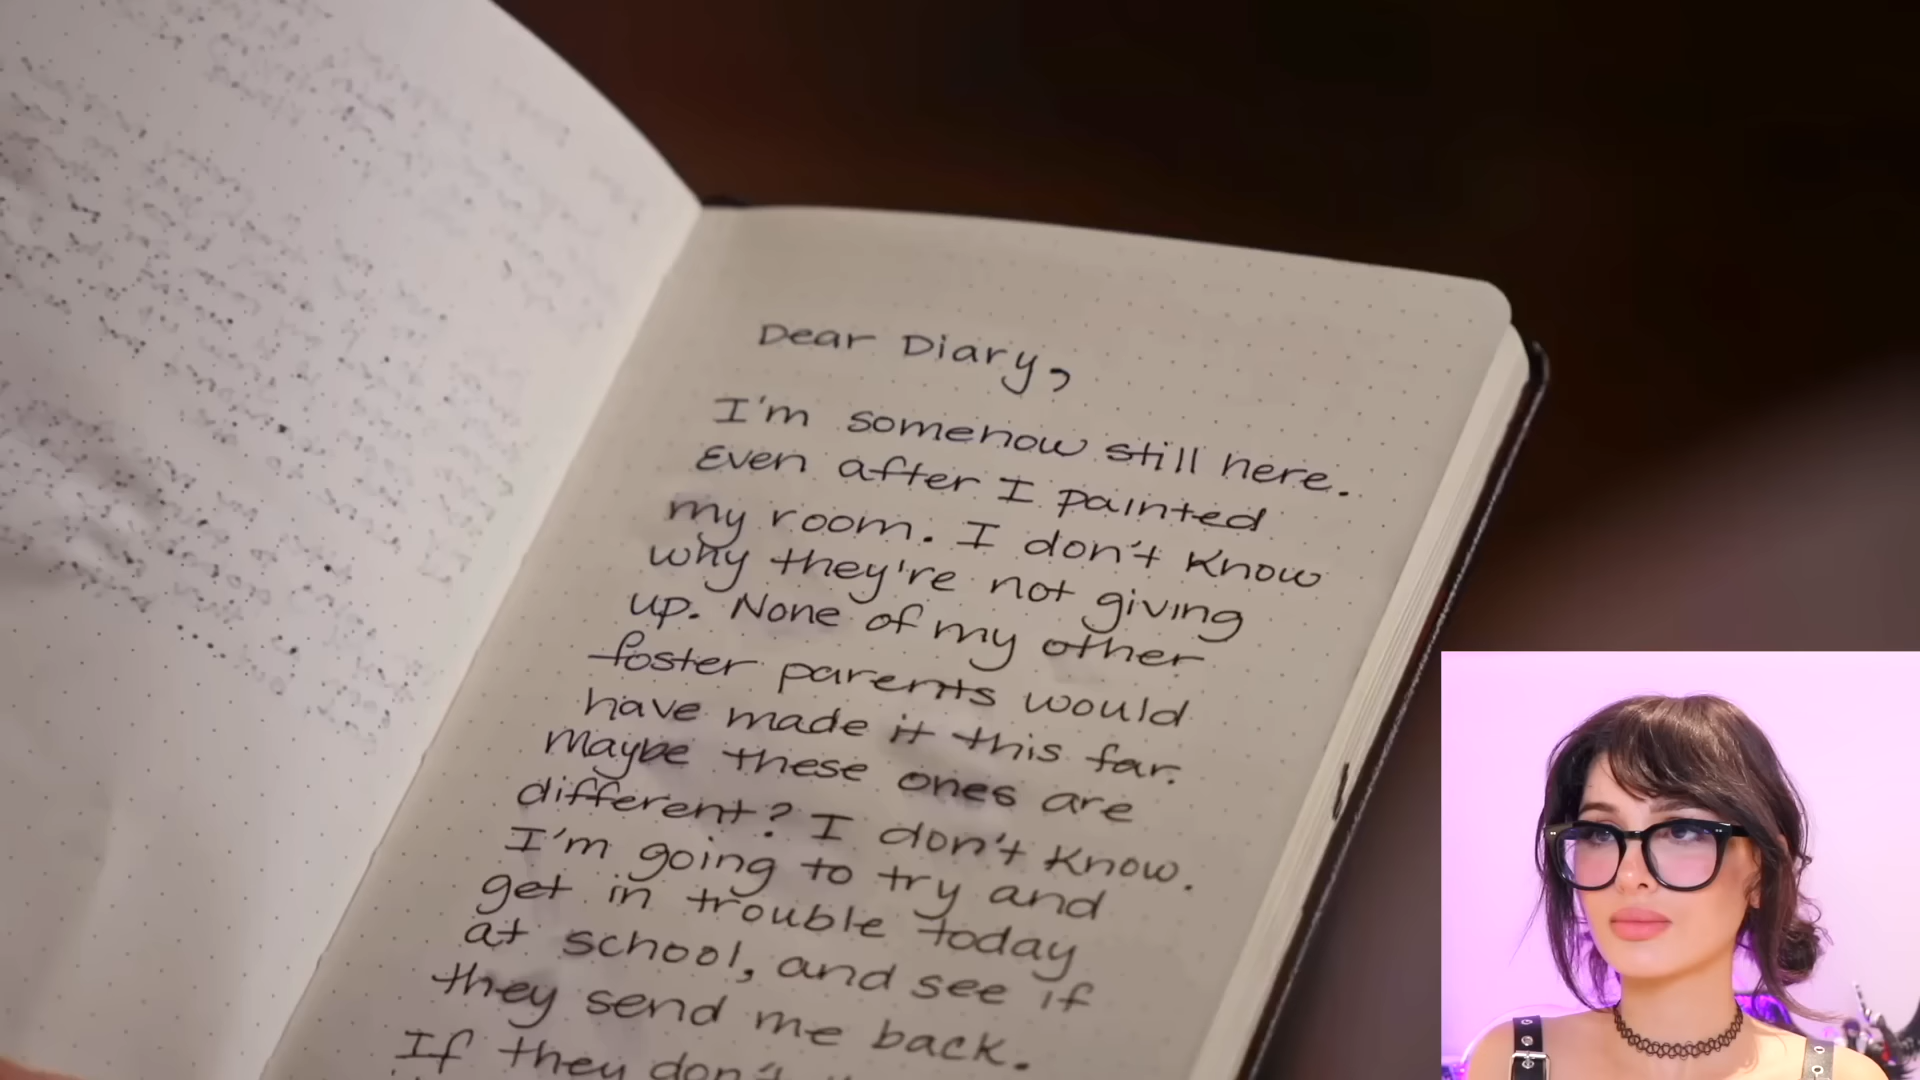 Dear Diary,
I'm somehow still here.
Even after I painted
my room. I don't know
why they're not giving
up. None of my other
foster parents would
have made it this far.
Maybe these ones are
different? I don't know.
I'm going to try and
get in trouble today
at school, and see if
they send me back.
If they don't